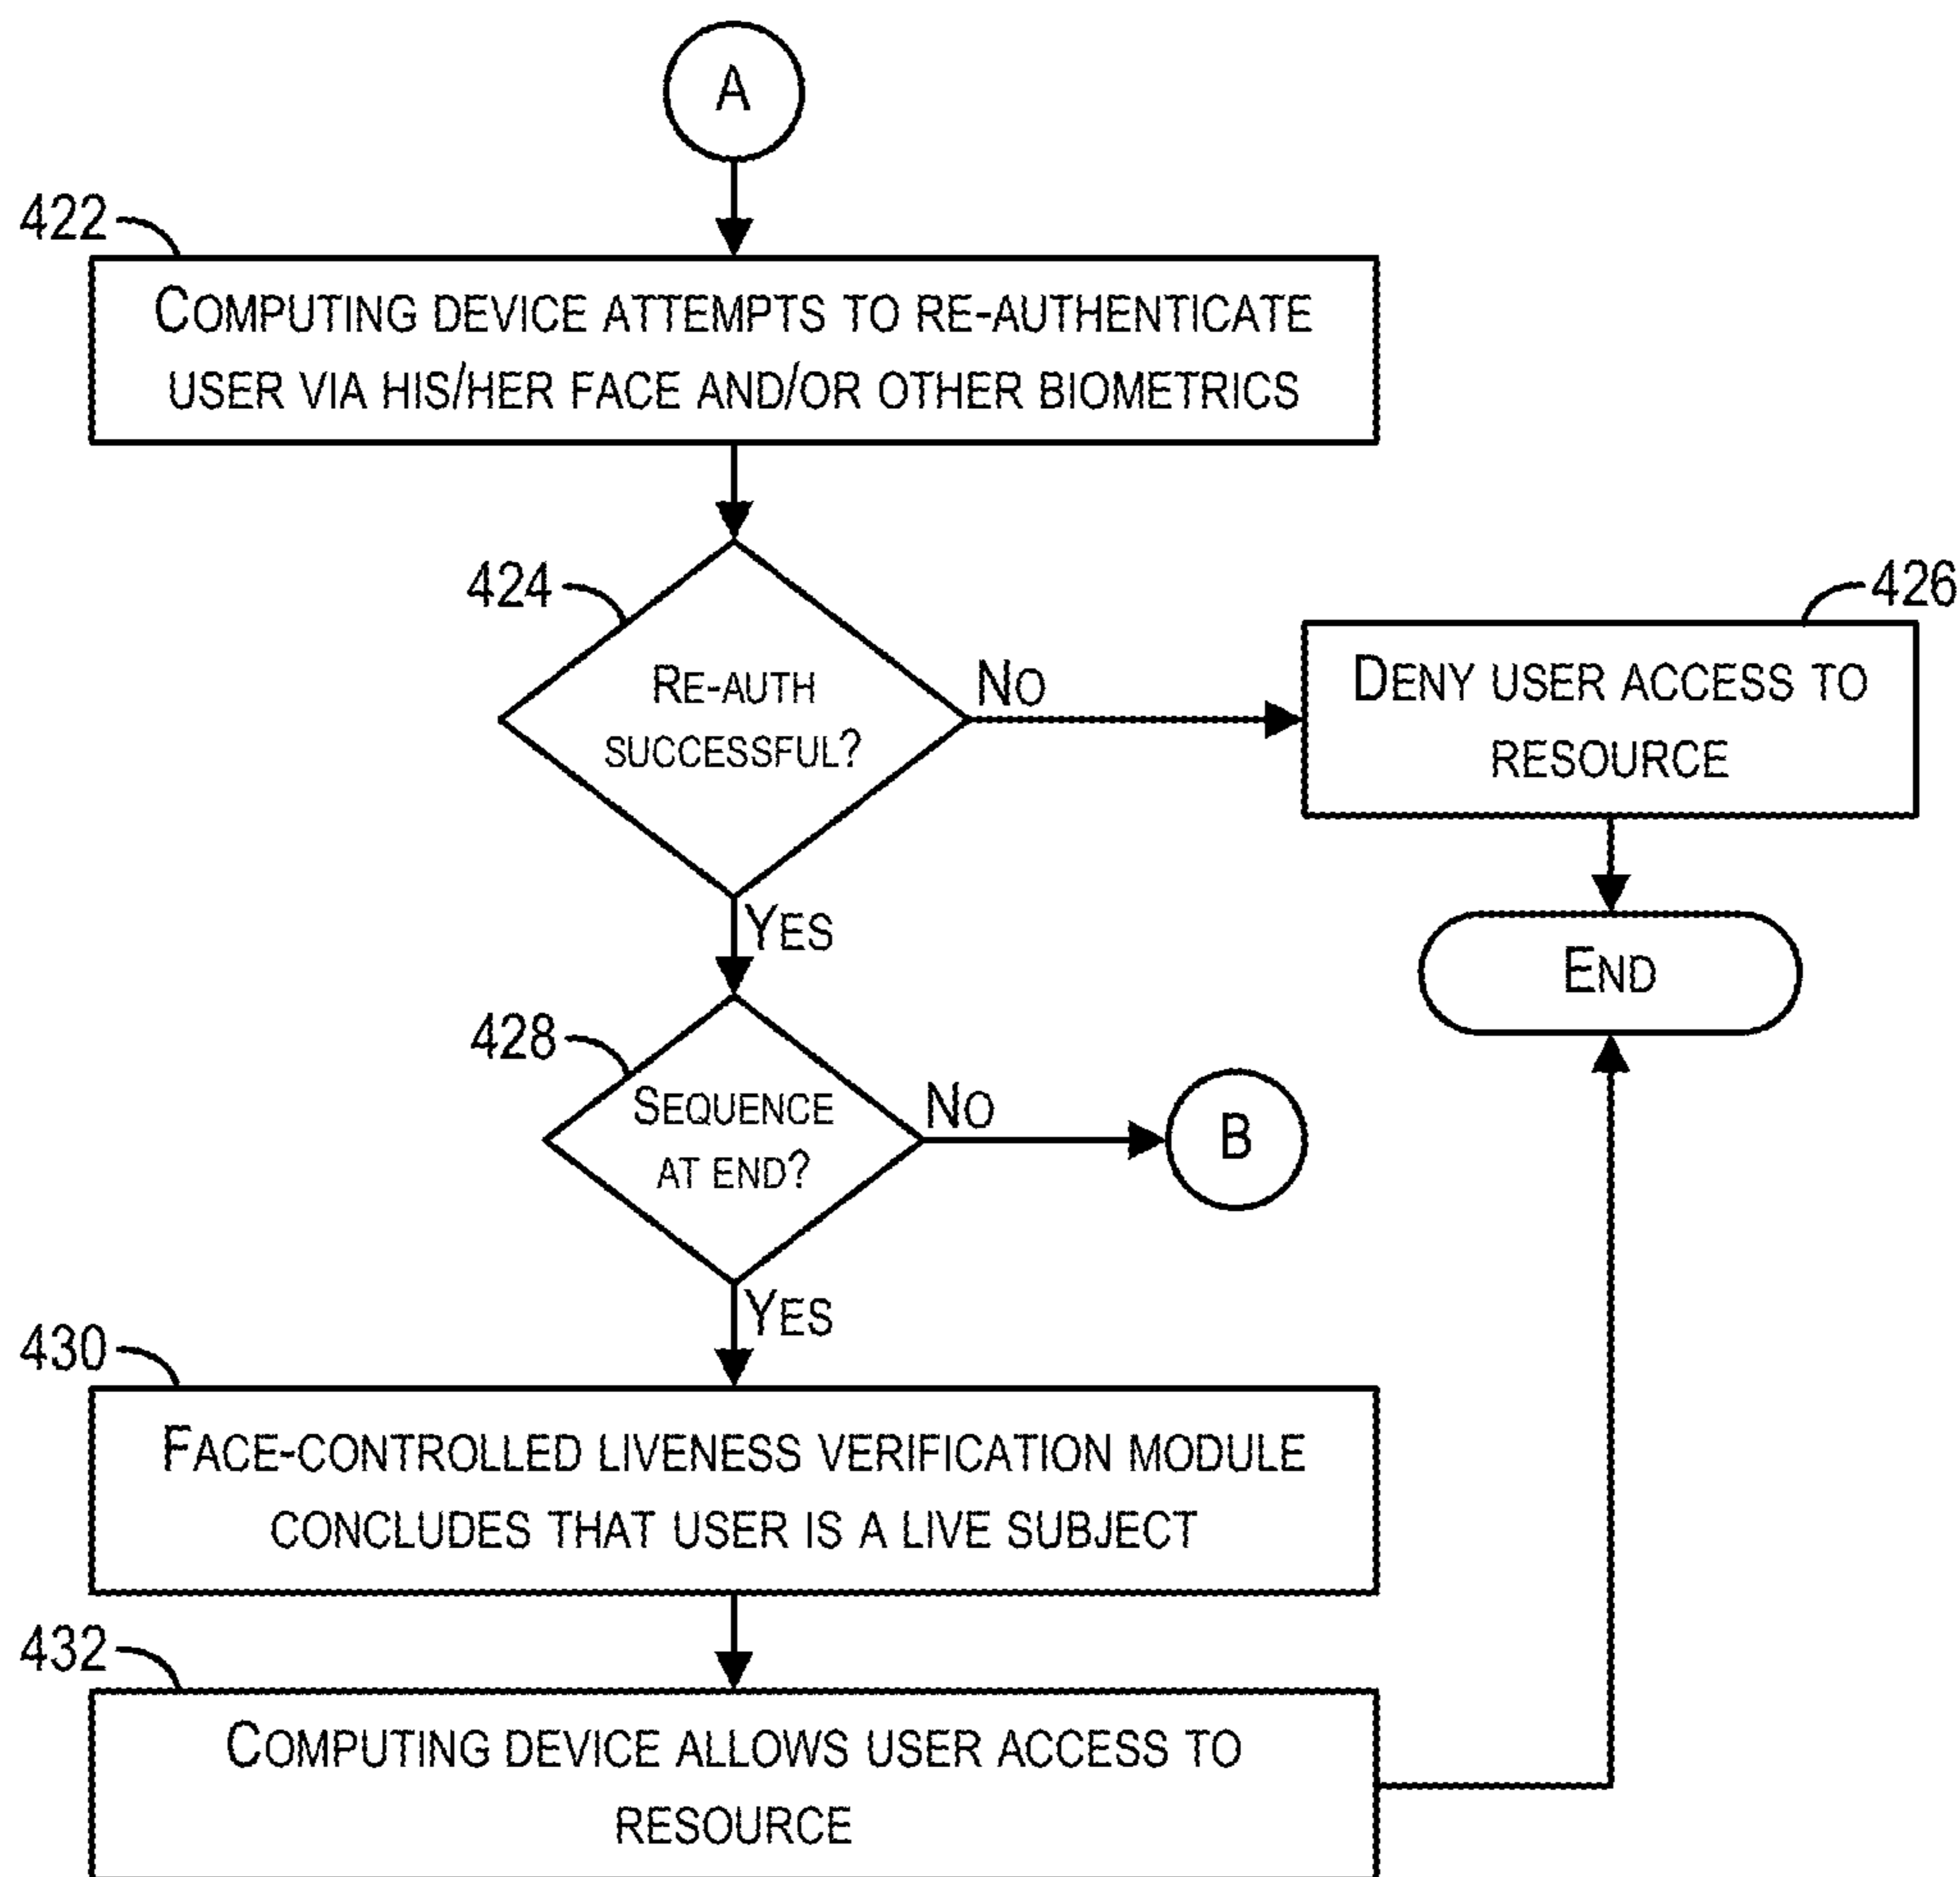 A
422
COMPUTING DEVICE ATTEMPTS TO RE-AUTHENTICATE
USER VIA HIS/HER FACE AND/OR OTHER BIOMETRICS
424
RE-AUTH
SUCCESSFUL?
NO
426
DENY USER ACCESS TO
RESOURCE
YES
END
428
SEQUENCE
AT END?
NO
B
YES
430
FACE-CONTROLLED LIVENESS VERIFICATION MODULE
CONCLUDES THAT USER IS A LIVE SUBJECT
432
COMPUTING DEVICE ALLOWS USER ACCESS TO
RESOURCE